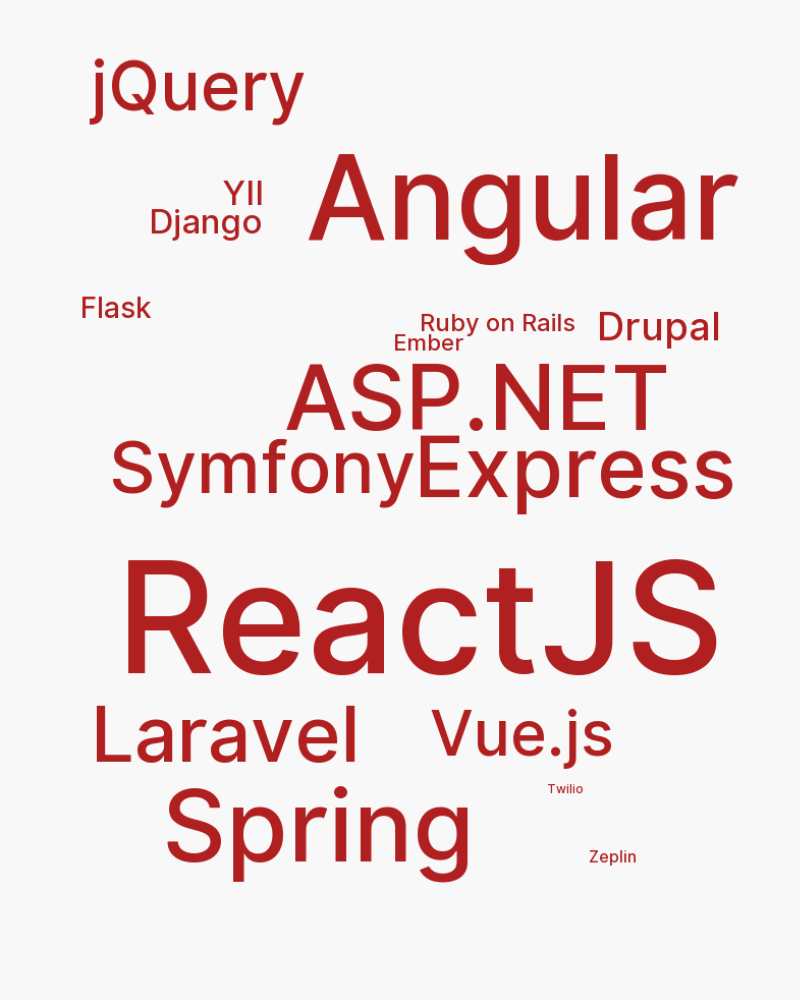 jQuery
Angular
YII
Django
Flask
Ruby on Rails
Drupal
Ember
ASP.NET
Symfony
Express
ReactJS
Laravel
Vue.js
Twilio
Spring
Zeplin